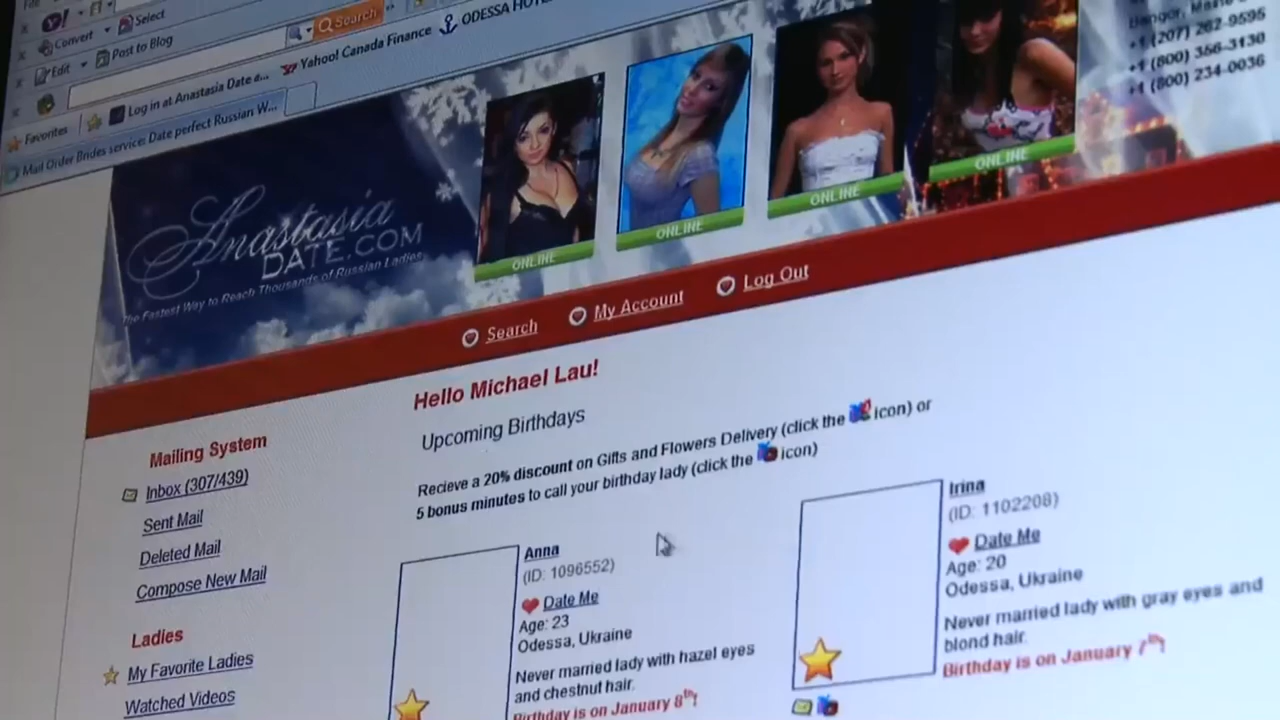 Y!
Select
Search
Convert
Post to Blog
Edit
Yahoo! Canada Finance
Log in at Anastasia Date a...
Favorites
Mail Order Brides service: Date perfect Russian W...
Bangor,
+1 (207) 262-9595
+1 (800) 356-3130
+1 (800) 234-0036
Anastasia
DATE.COM
The Fastest Way to Reach Thousands of Russian Ladies
ONLINE
ONLINE
ONLINE
ONLINE
Search
My Account
Log Out
Hello Michael Lau!
Upcoming Birthdays
Recieve a 20% discount on Gifts and Flowers Delivery (click the icon) or
5 bonus minutes to call your birthday lady (click the icon)
Mailing System
Inbox (307/439)
Sent Mail
Deleted Mail
Compose New Mail
Ladies
My Favorite Ladies
Watched Videos
Anna
(ID: 1096552)
Date Me
Age: 23
Odessa, Ukraine
Never married lady with hazel eyes
and chestnut hair.
Birthday is on January 8th!
Irina
(ID: 1102208)
Date Me
Age: 20
Odessa, Ukraine
Never married lady with gray eyes and
blond hair.
Birthday is on January 7th!